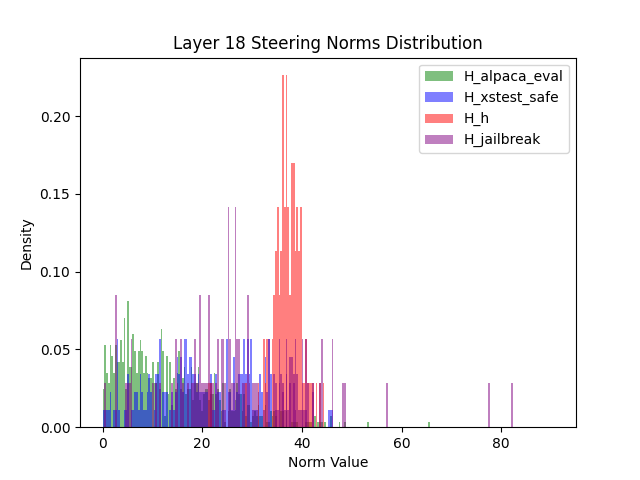 Layer 18 Steering Norms Distribution
H_alpaca_eval
H_xstest_safe
H_h
H_jailbreak
Density
0.20
0.15
0.10
0.05
0.00
0 20 40 60 80
Norm Value